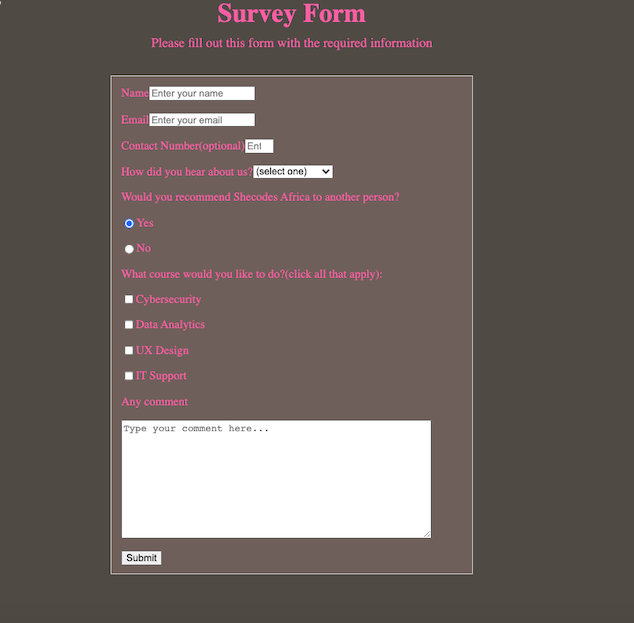 Survey Form
Please fill out this form with the required information
Name Enter your name
Email Enter your email
Contact Number(optional) Ent
How did you hear about us? (select one)
Would you recommend Shecodes Africa to another person?
Yes
No
What course would you like to do?(click all that apply):
Cybersecurity
Data Analytics
UX Design
IT Support
Any comment
Type your comment here...
Submit